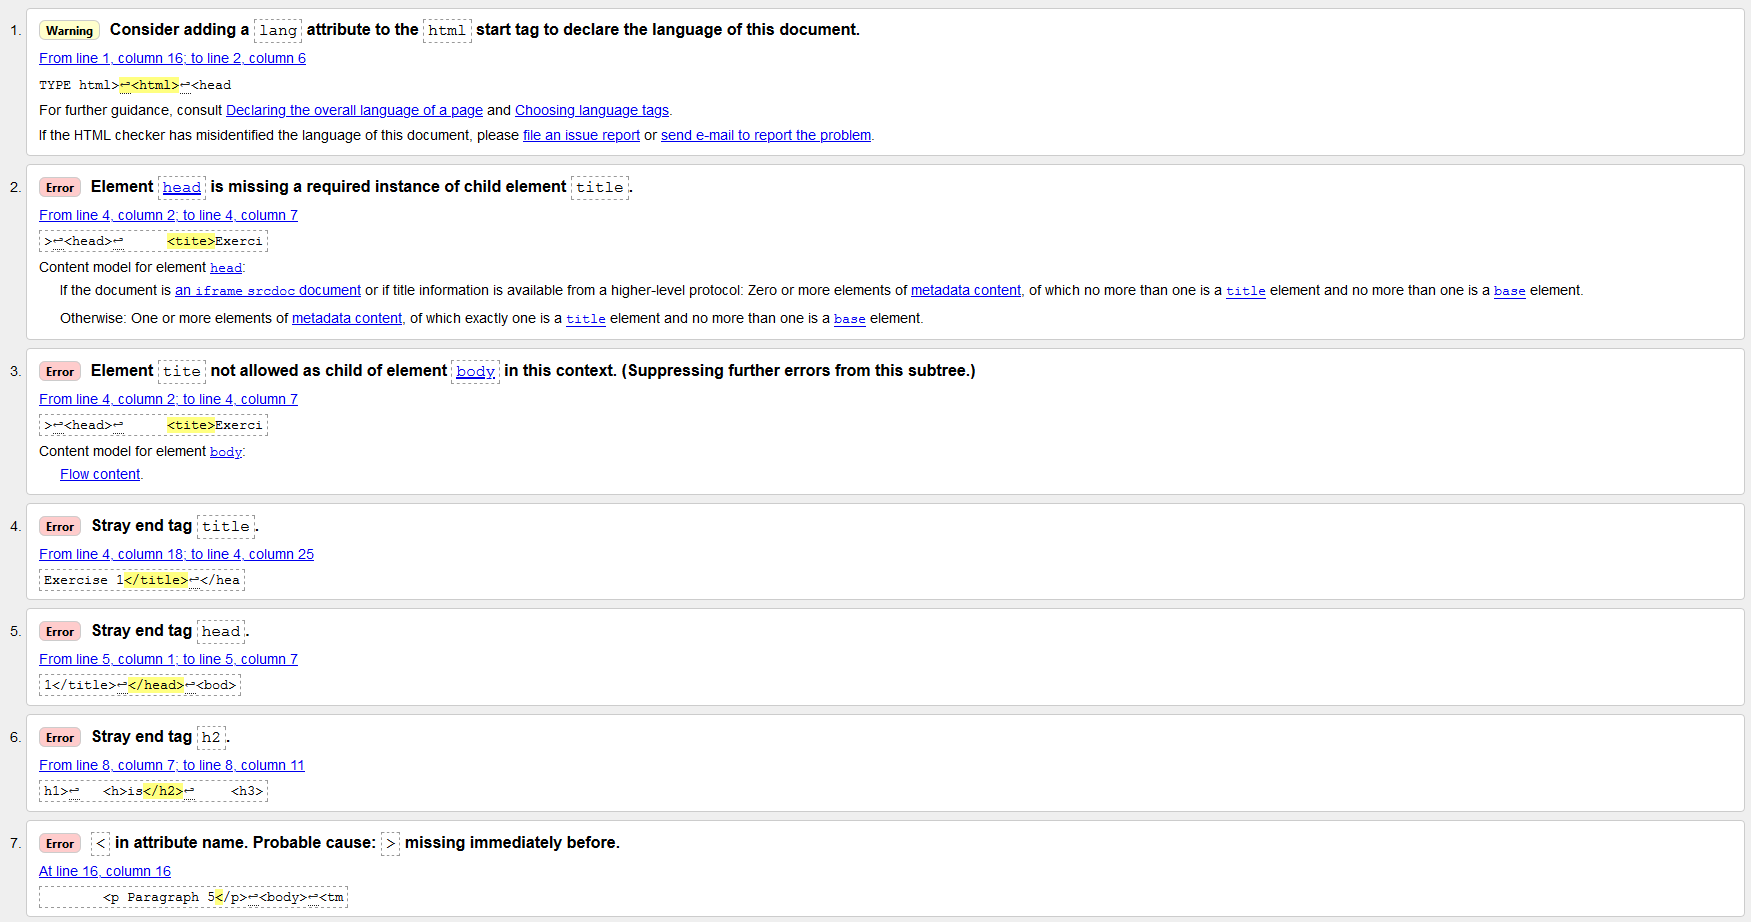 1. Warning Consider adding a lang attribute to the html start tag to declare the language of this document.
From line 1, column 16; to line 2, column 6
TYPE html>↩<html>↩<head
For further guidance, consult Declaring the overall language of a page and Choosing language tags.
If the HTML checker has misidentified the language of this document, please file an issue report or send e-mail to report the problem.
2. Error Element head is missing a required instance of child element title.
From line 4, column 2; to line 4, column 7
>↩<head>↩ <tite>Exerci
Content model for element head:
If the document is an iframe srcdoc document or if title information is available from a higher-level protocol: Zero or more elements of metadata content, of which no more than one is a title element and no more than one is a base element.
Otherwise: One or more elements of metadata content, of which exactly one is a title element and no more than one is a base element.
3. Error Element tite not allowed as child of element body in this context. (Suppressing further errors from this subtree.)
From line 4, column 2; to line 4, column 7
>↩<head>↩ <tite>Exerci
Content model for element body:
Flow content.
4. Error Stray end tag title.
From line 4, column 18; to line 4, column 25
Exercise 1</title>↩</hea
5. Error Stray end tag head.
From line 5, column 1; to line 5, column 7
1</title>↩</head>↩<bod>
6. Error Stray end tag h2.
From line 8, column 7; to line 8, column 11
h1>↩ <h>is</h2>↩ <h3>
7. Error < in attribute name. Probable cause: > missing immediately before.
At line 16, column 16
<p Paragraph 5</p>↩<body>↩<tm